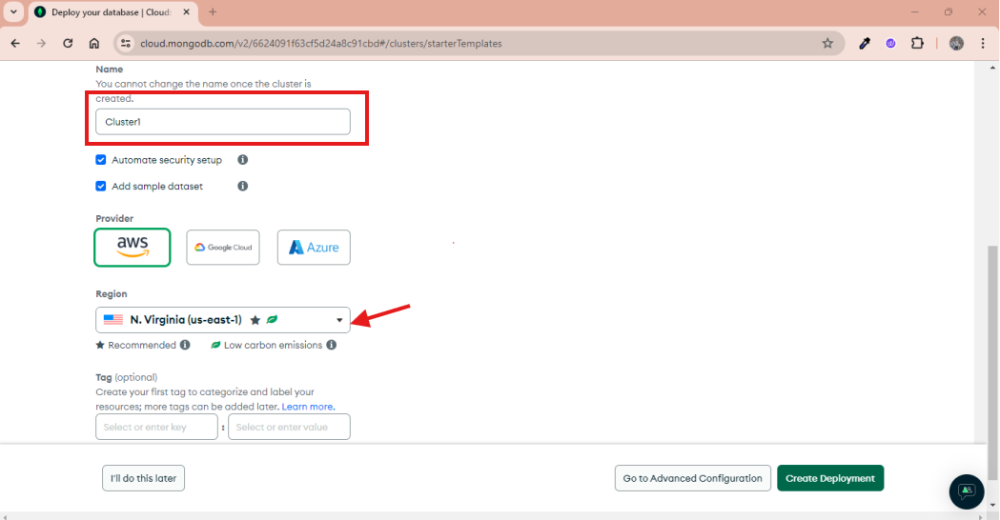 Deploy your database | Cloud:
cloud.mongodb.com/v2/6624091f63cf5d24a8c91cbd#/clusters/starterTemplates
Name
You cannot change the name once the cluster is
created.
Cluster1
Automate security setup
Add sample dataset
Provider
aws
Google Cloud
Azure
Region
N. Virginia (us-east-1)
Recommended
Low carbon emissions
Tag (optional)
Create your first tag to categorize and label your
resources; more tags can be added later. Learn more.
Select or enter key : Select or enter value
I'll do this later
Go to Advanced Configuration
Create Deployment